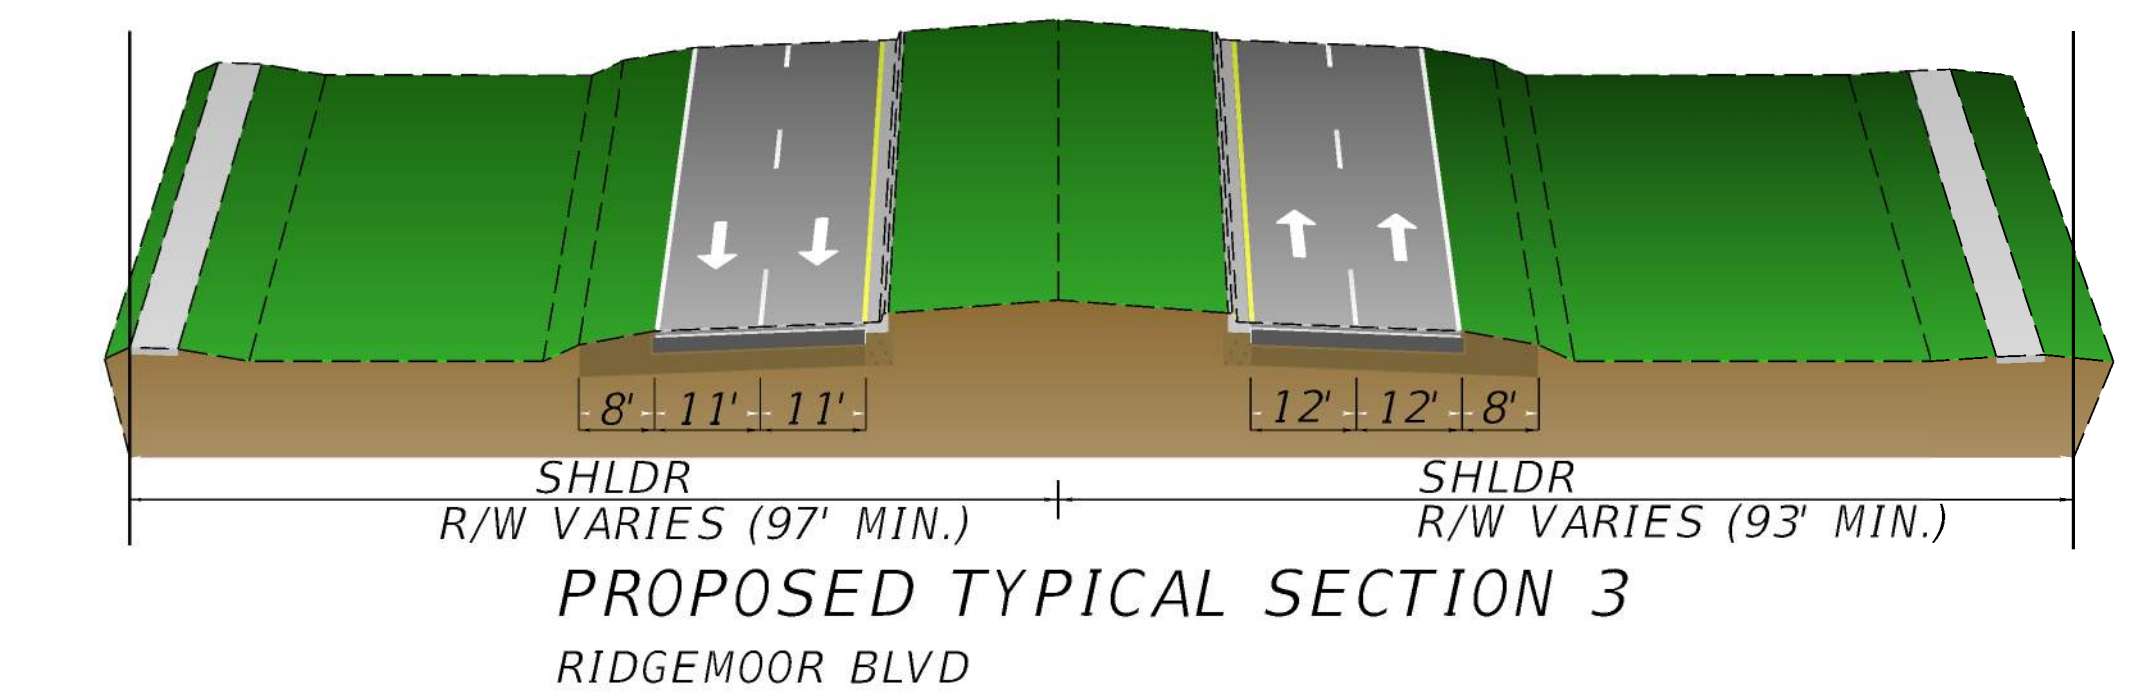 8' 11' 11' 12' 12' 8'
SHLDR SHLDR
R/W VARIES (97' MIN.) R/W VARIES (93' MIN.)
PROPOSED TYPICAL SECTION 3
RIDGEMOOR BLVD